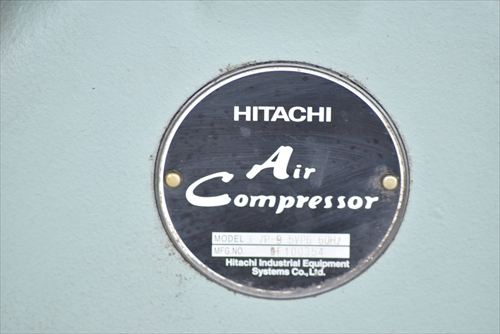 HITACHI
Air
Compressor
MODEL
MFG.NO.
Hitachi Industrial Equipment
Systems Co.,Ltd.